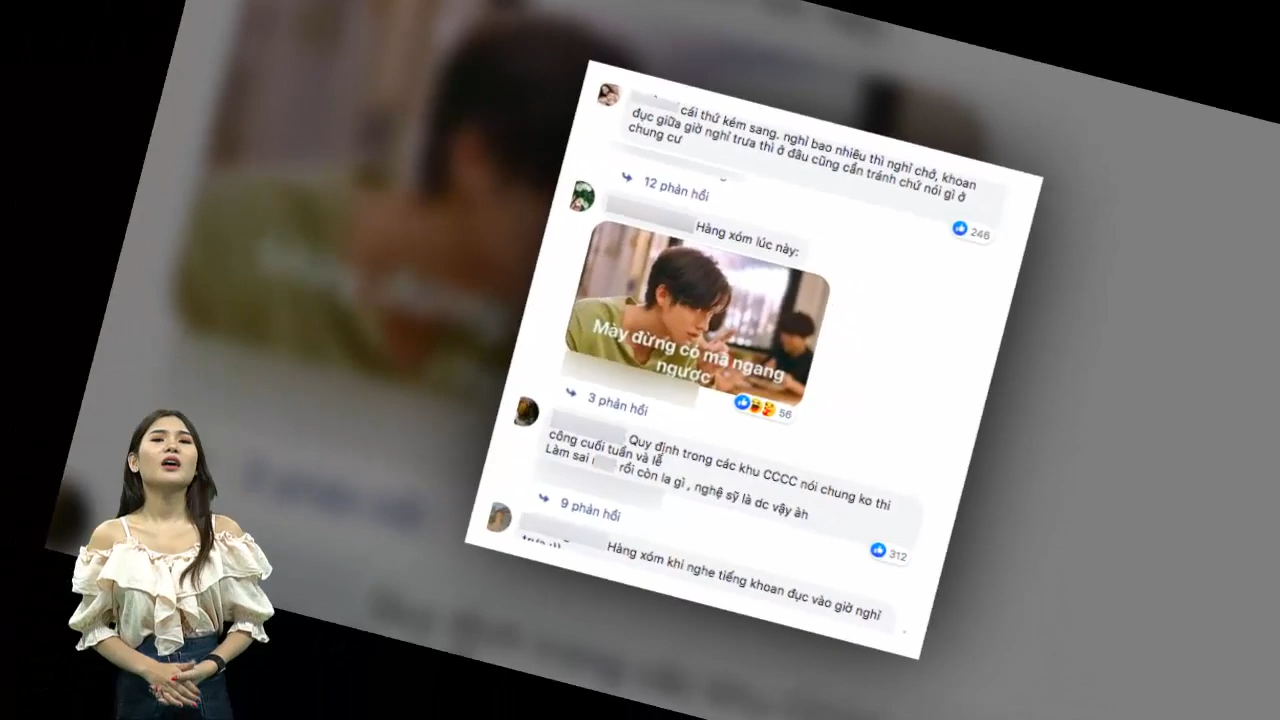 cái thứ kém sang. nghỉ bao nhiêu thì nghỉ chớ, khoan
đục giữa giờ nghỉ trưa thì ở đâu cũng cần tránh chứ nói gì ở
chung cư
12 phản hồi
246
Hàng xóm lúc này:
Mày đừng có mà ngang
ngược
3 phản hồi
56
Quy định trong các khu CCCC nói chung ko thi
công cuối tuần và lễ
Làm sai rồi còn la gì , nghệ sỹ là dc vậy àh
9 phản hồi
312
Hàng xóm khi nghe tiếng khoan đục vào giờ nghỉ